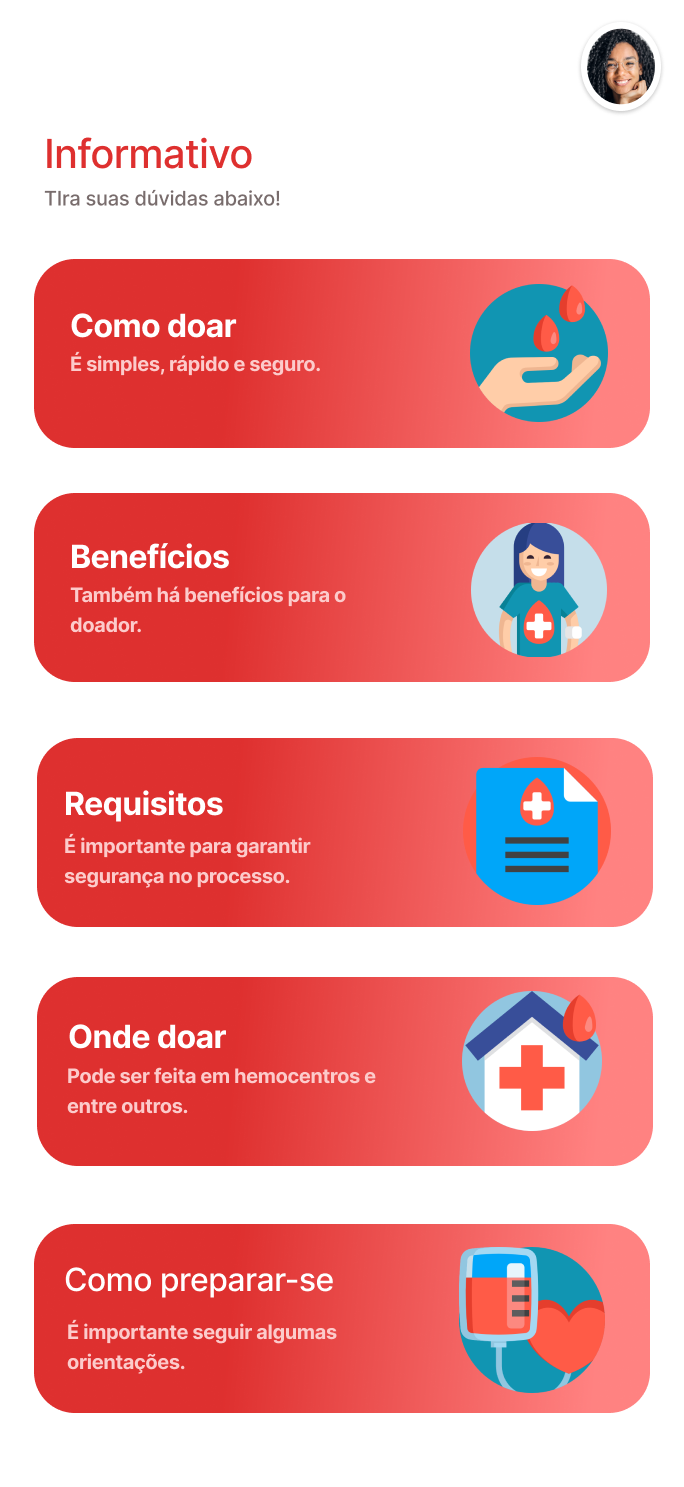 Informativo
TIra suas dúvidas abaixo!
Como doar
É simples, rápido e seguro.
Benefícios
Também há benefícios para o
doador.
Requisitos
É importante para garantir
segurança no processo.
Onde doar
Pode ser feita em hemocentros e
entre outros.
Como preparar-se
É importante seguir algumas
orientações.